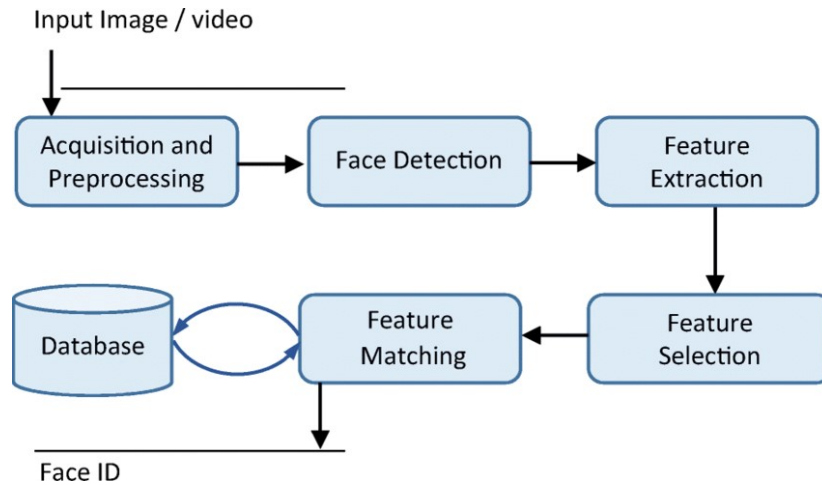 Input Image / video
Acquisition and
Preprocessing
Face Detection
Feature
Extraction
Database
Feature
Matching
Feature
Selection
Face ID